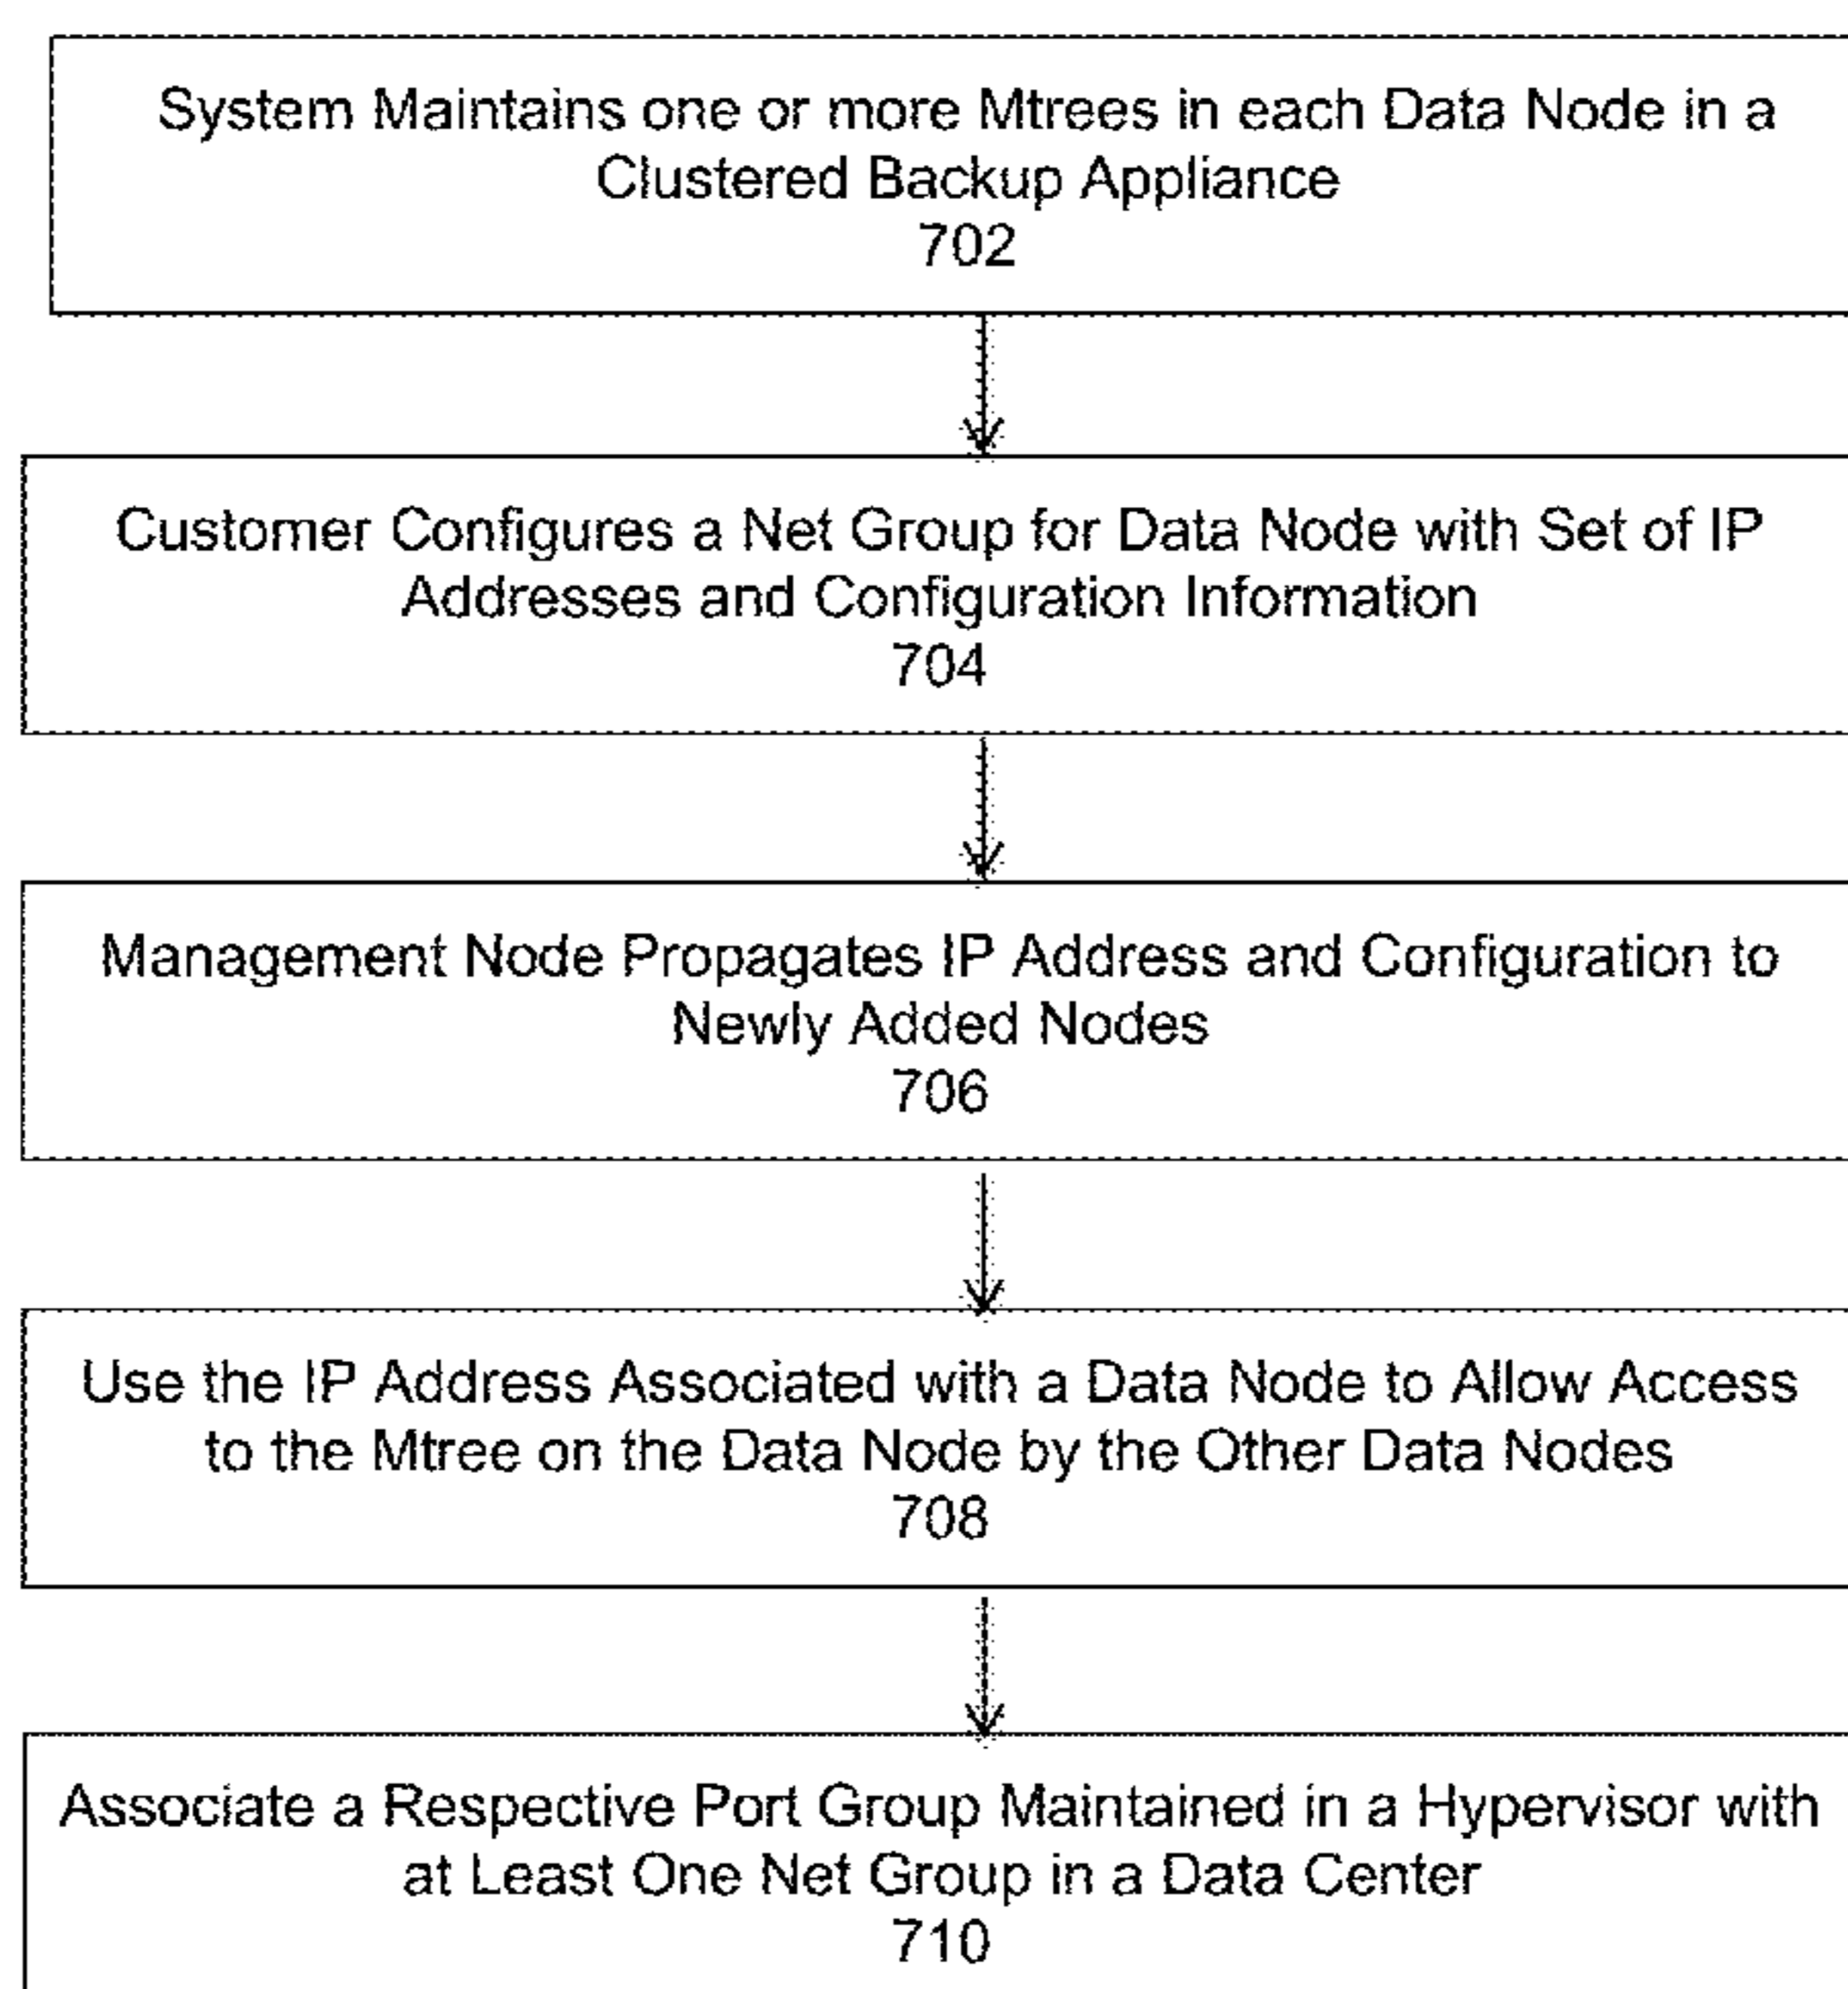 System Maintains one or more Mtrees in each Data Node in a
Clustered Backup Appliance
702
Customer Configures a Net Group for Data Node with Set of IP
Addresses and Configuration Information
704
Management Node Propagates IP Address and Configuration to
Newly Added Nodes
706
Use the IP Address Associated with a Data Node to Allow Access
to the Mtree on the Data Node by the Other Data Nodes
708
Associate a Respective Port Group Maintained in a Hypervisor with
at Least One Net Group in a Data Center
710